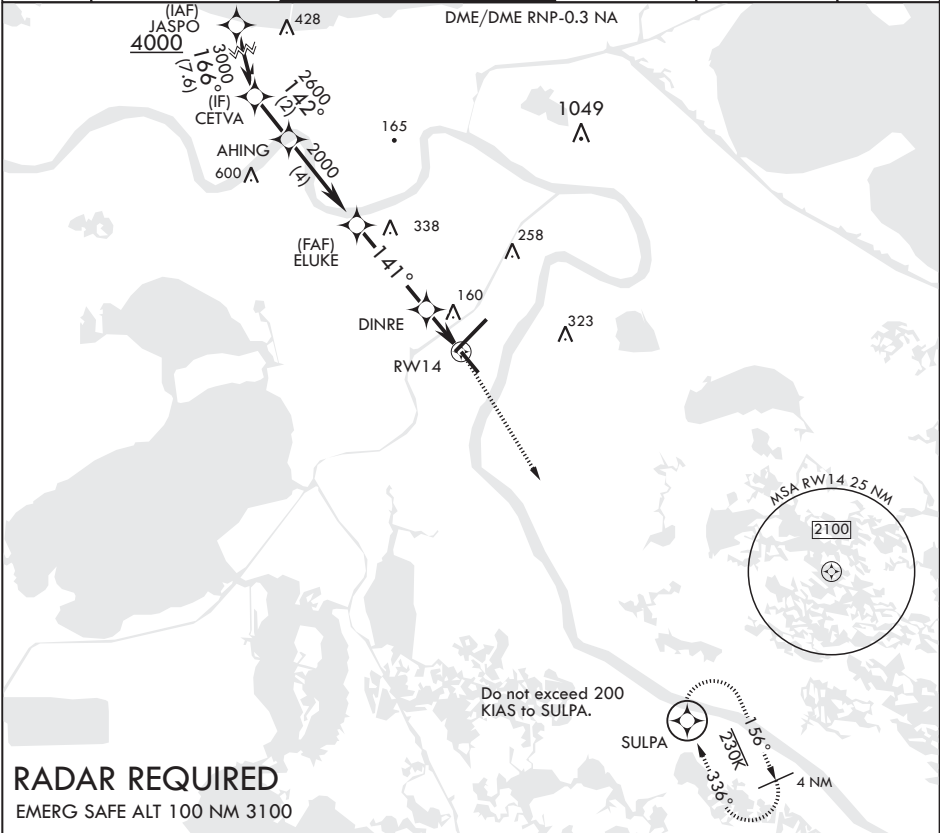 (IAF)
JASPO
4000
428
DME/DME RNP-0.3 NA
3000
166°
(7.6)
(IF)
CETVA
2600
142°
(2)
165
1049
AHING
600
2000
(4)
(FAF)
ELUKE
338
258
141°
DINRE
160
323
RW14
MSA RW14 25 NM
2100
Do not exceed 200
KIAS to SULPA.
SULPA
156°
230K
336°
4 NM
RADAR REQUIRED
EMERG SAFE ALT 100 NM 3100